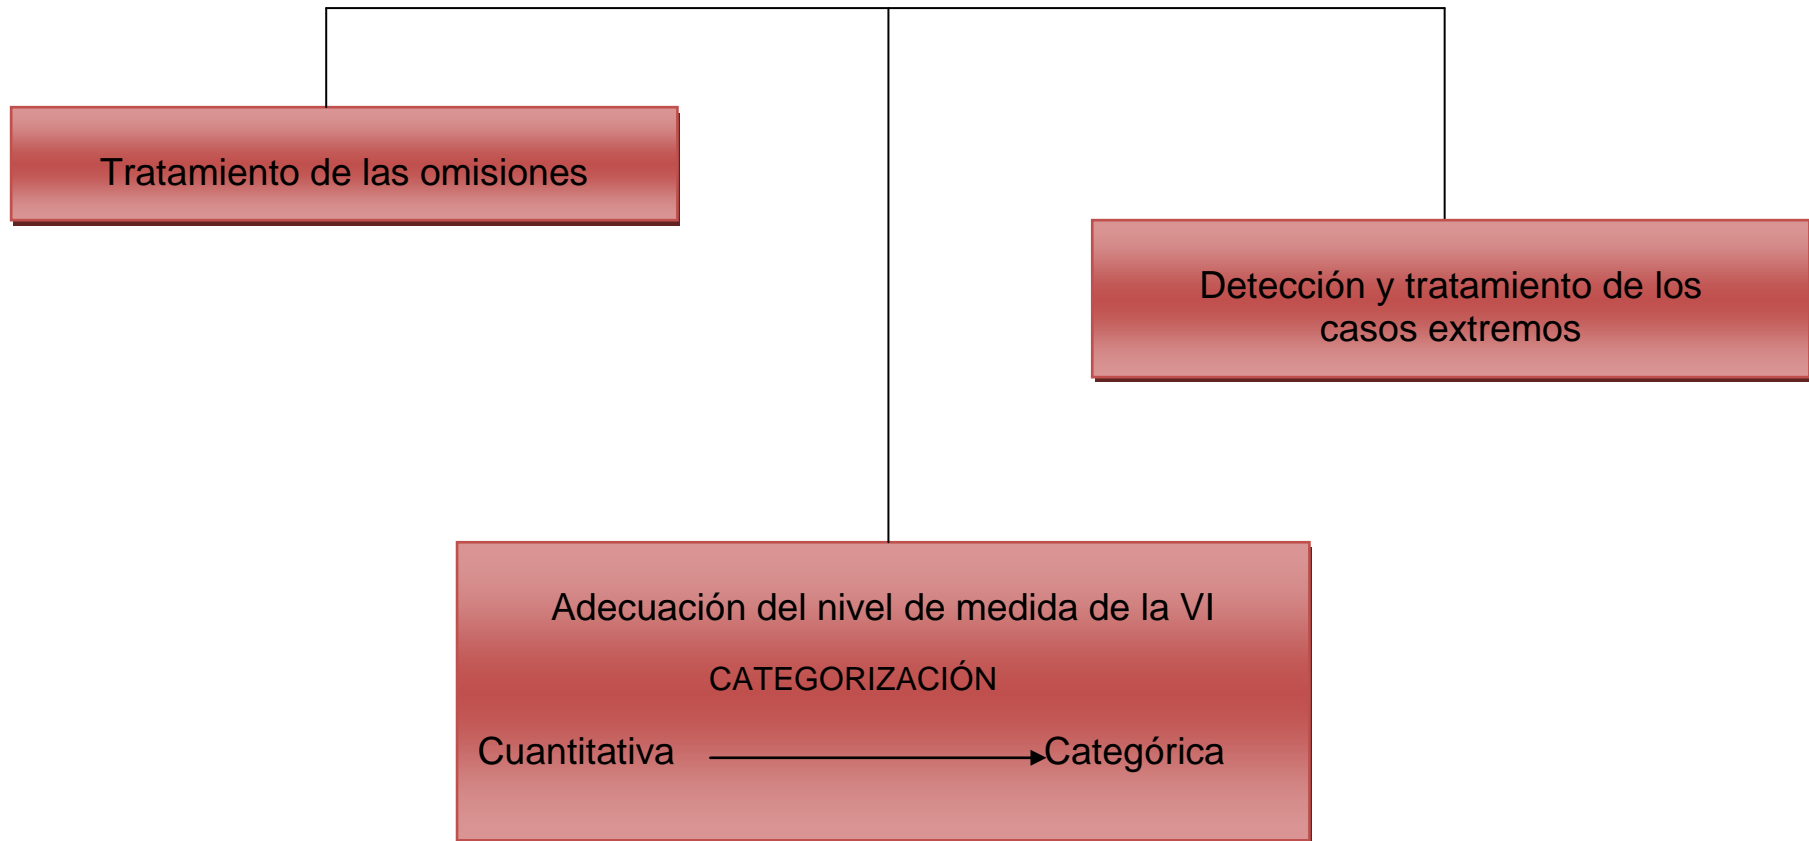 Tratamiento de las omisiones
Detección y tratamiento de los
casos extremos
Adecuación del nivel de medida de la VI
CATEGORIZACIÓN
Cuantitativa Categórica